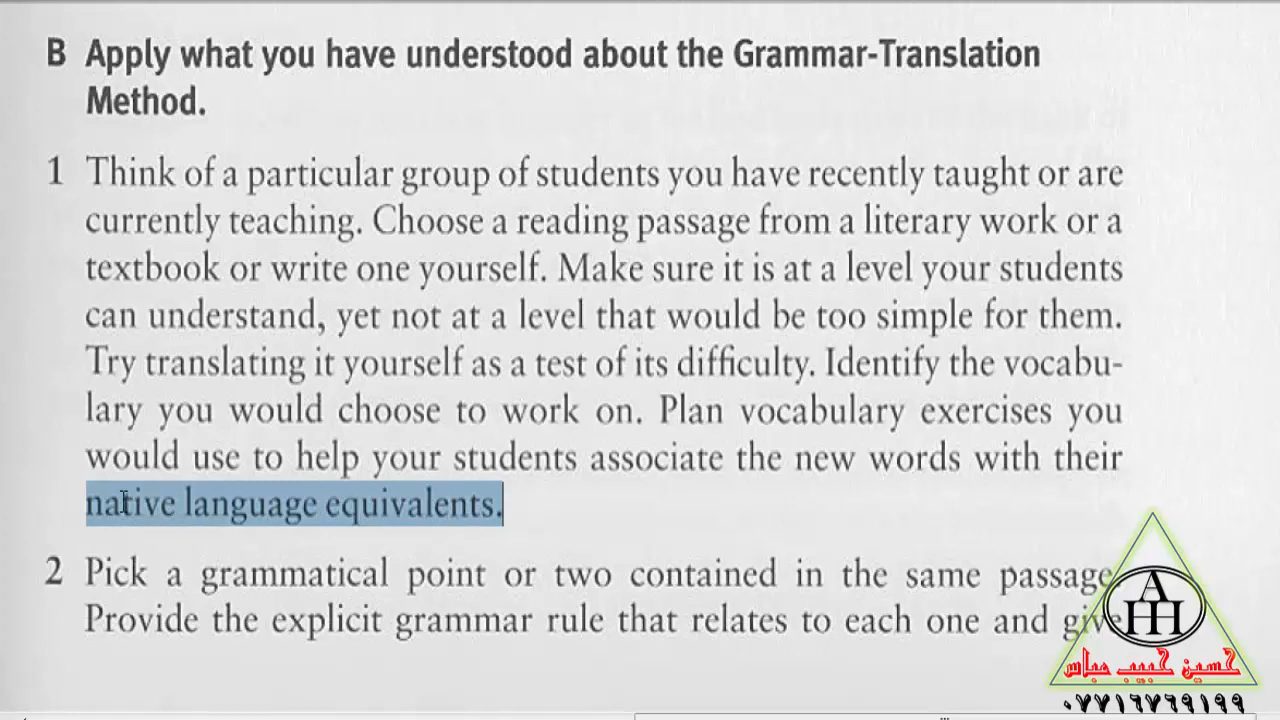 B Apply what you have understood about the Grammar-Translation
Method.
1 Think of a particular group of students you have recently taught or are
currently teaching. Choose a reading passage from a literary work or a
textbook or write one yourself. Make sure it is at a level your students
can understand, yet not at a level that would be too simple for them.
Try translating it yourself as a test of its difficulty. Identify the vocabu-
lary you would choose to work on. Plan vocabulary exercises you
would use to help your students associate the new words with their
native language equivalents.
2 Pick a grammatical point or two contained in the same passage
Provide the explicit grammar rule that relates to each one and give
AHH
حسين حبيب عباس
٠٧٧١٦٧٦٩١٩٩